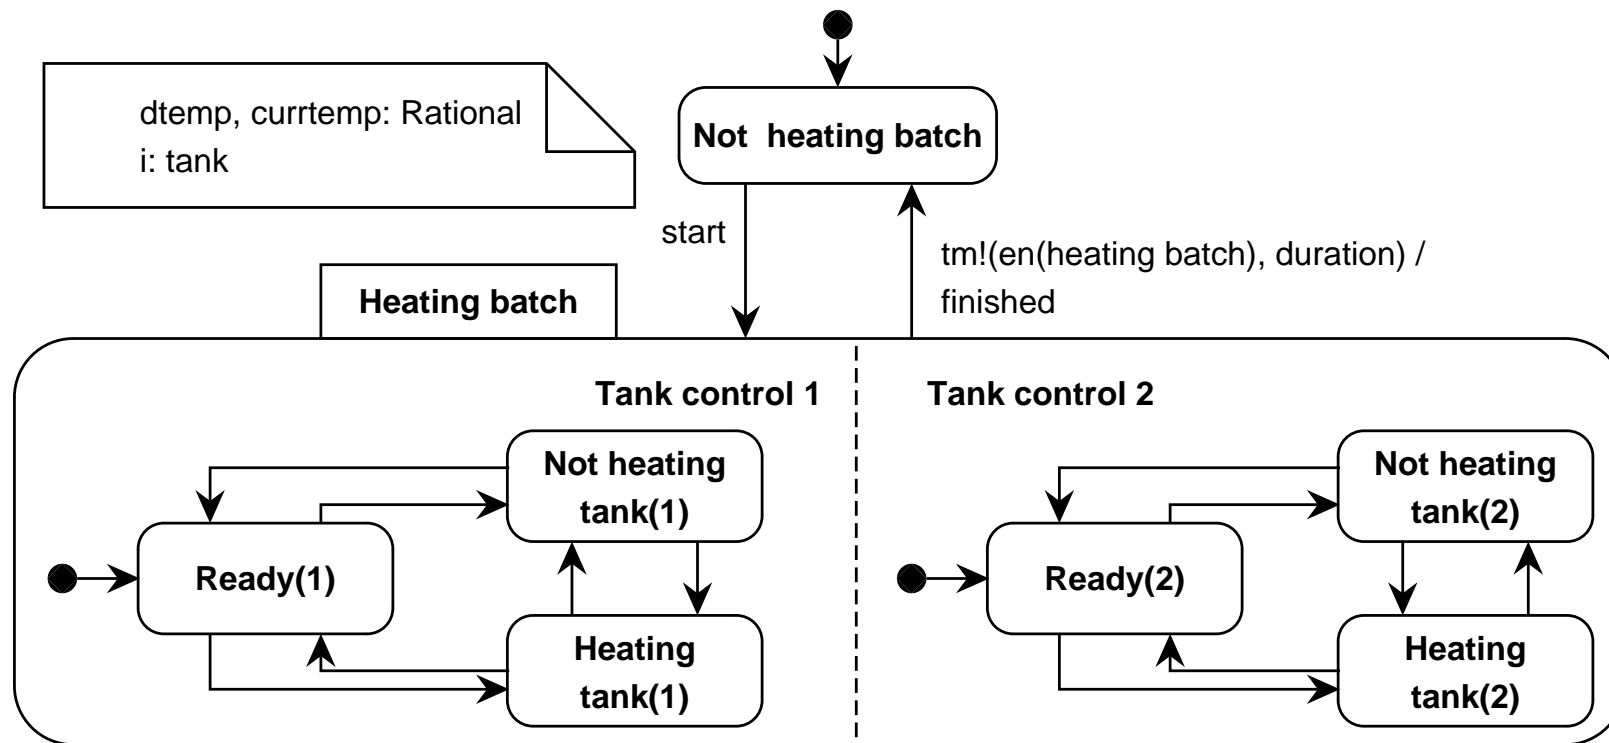 dtemp, currtemp: Rational
i: tank
Not heating batch
start
tm!(en(heating batch), duration) /
finished
Heating batch
Tank control 1
Tank control 2
Not heating
tank(1)
Ready(1)
Heating
tank(1)
Not heating
tank(2)
Ready(2)
Heating
tank(2)